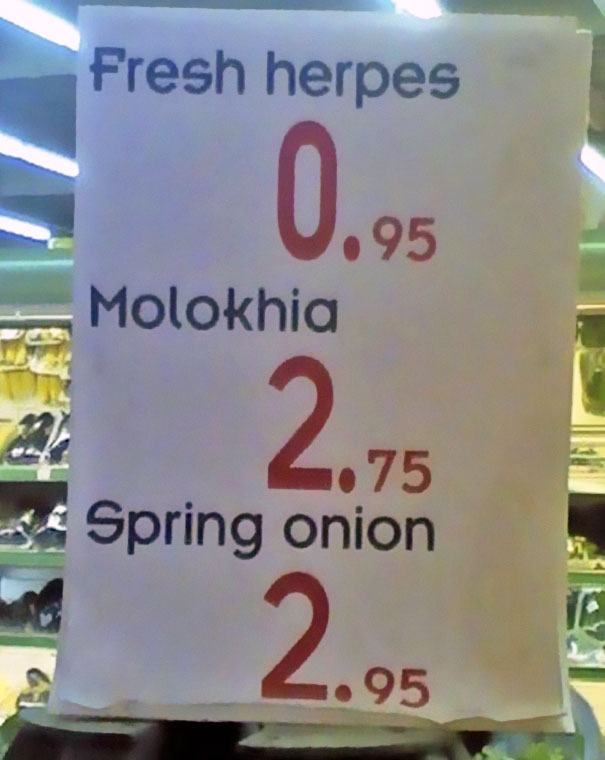 Fresh herpes
0.95
Molokhia
2.75
Spring onion
2.95